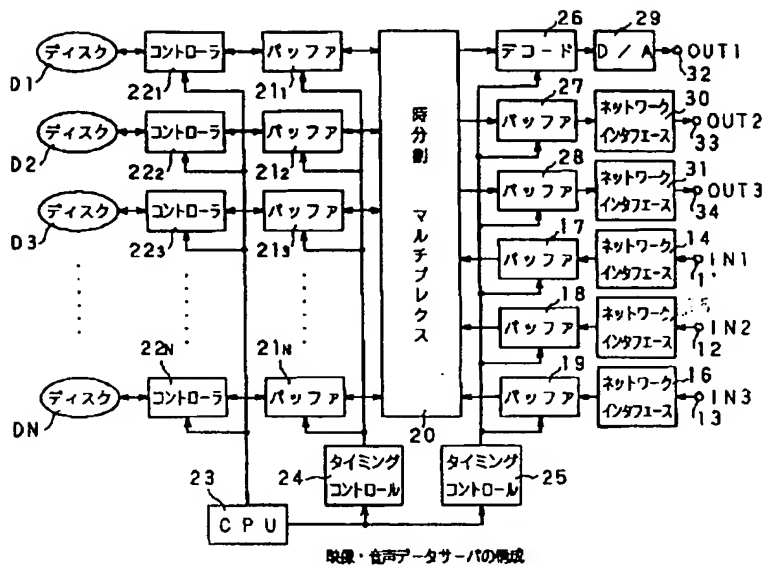 26
29
ディスク
コントローラ
バッファ
デコード
D/A
OUT1
D1
22₁
21₁
32
27
30
ディスク
コントローラ
バッファ
バッファ
ネットワーク
インタフェース
OUT2
33
D2
22₂
21₂
28
31
ディスク
コントローラ
バッファ
時分割 マルチプレクス
バッファ
ネットワーク
インタフェース
OUT3
34
D3
22₃
21₃
17
14
バッファ
ネットワーク
インタフェース
IN1
18
バッファ
ネットワーク
インタフェース
IN2
12
22N
21N
19
16
ディスク
コントローラ
バッファ
バッファ
ネットワーク
インタフェース
IN3
13
DN
20
23
24
タイミング
コントロール
タイミング
コントロール
25
CPU
映像・音声データサーバの構成